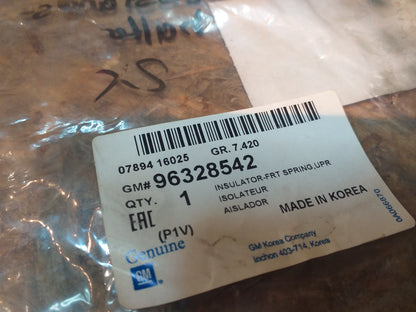 07894 16025 GR. 7.420
GM# 96328542
QTY. 1 INSULATOR-FRT SPRING,UPR
ISOLATEUR
AISLADOR
EAC
MADE IN KOREA
(P1V)
Genuine
GM
GM Korea Company
Incheon 403-714, Korea